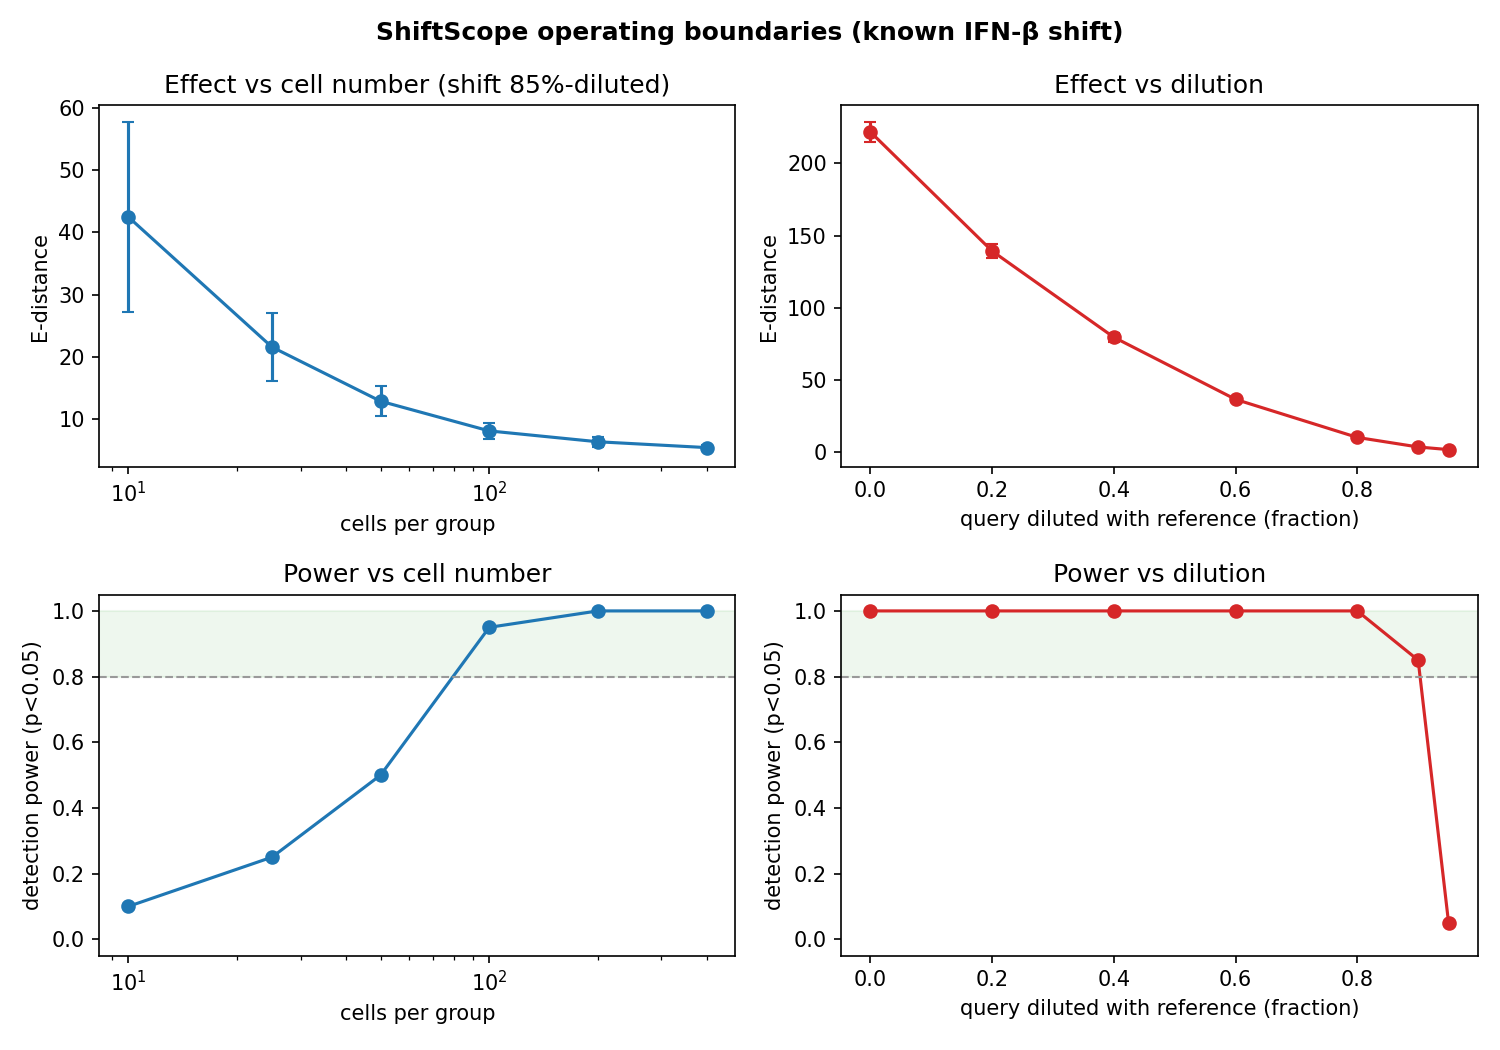 ShiftScope operating boundaries (known IFN-β shift)
Effect vs cell number (shift 85%-diluted)
E-distance
60
50
40
30
20
10
10¹
10²
cells per group
Effect vs dilution
E-distance
200
150
100
50
0
0.0
0.2
0.4
0.6
0.8
query diluted with reference (fraction)
Power vs cell number
detection power (p<0.05)
1.0
0.8
0.6
0.4
0.2
0.0
10¹
10²
cells per group
Power vs dilution
detection power (p<0.05)
1.0
0.8
0.6
0.4
0.2
0.0
0.0
0.2
0.4
0.6
0.8
query diluted with reference (fraction)